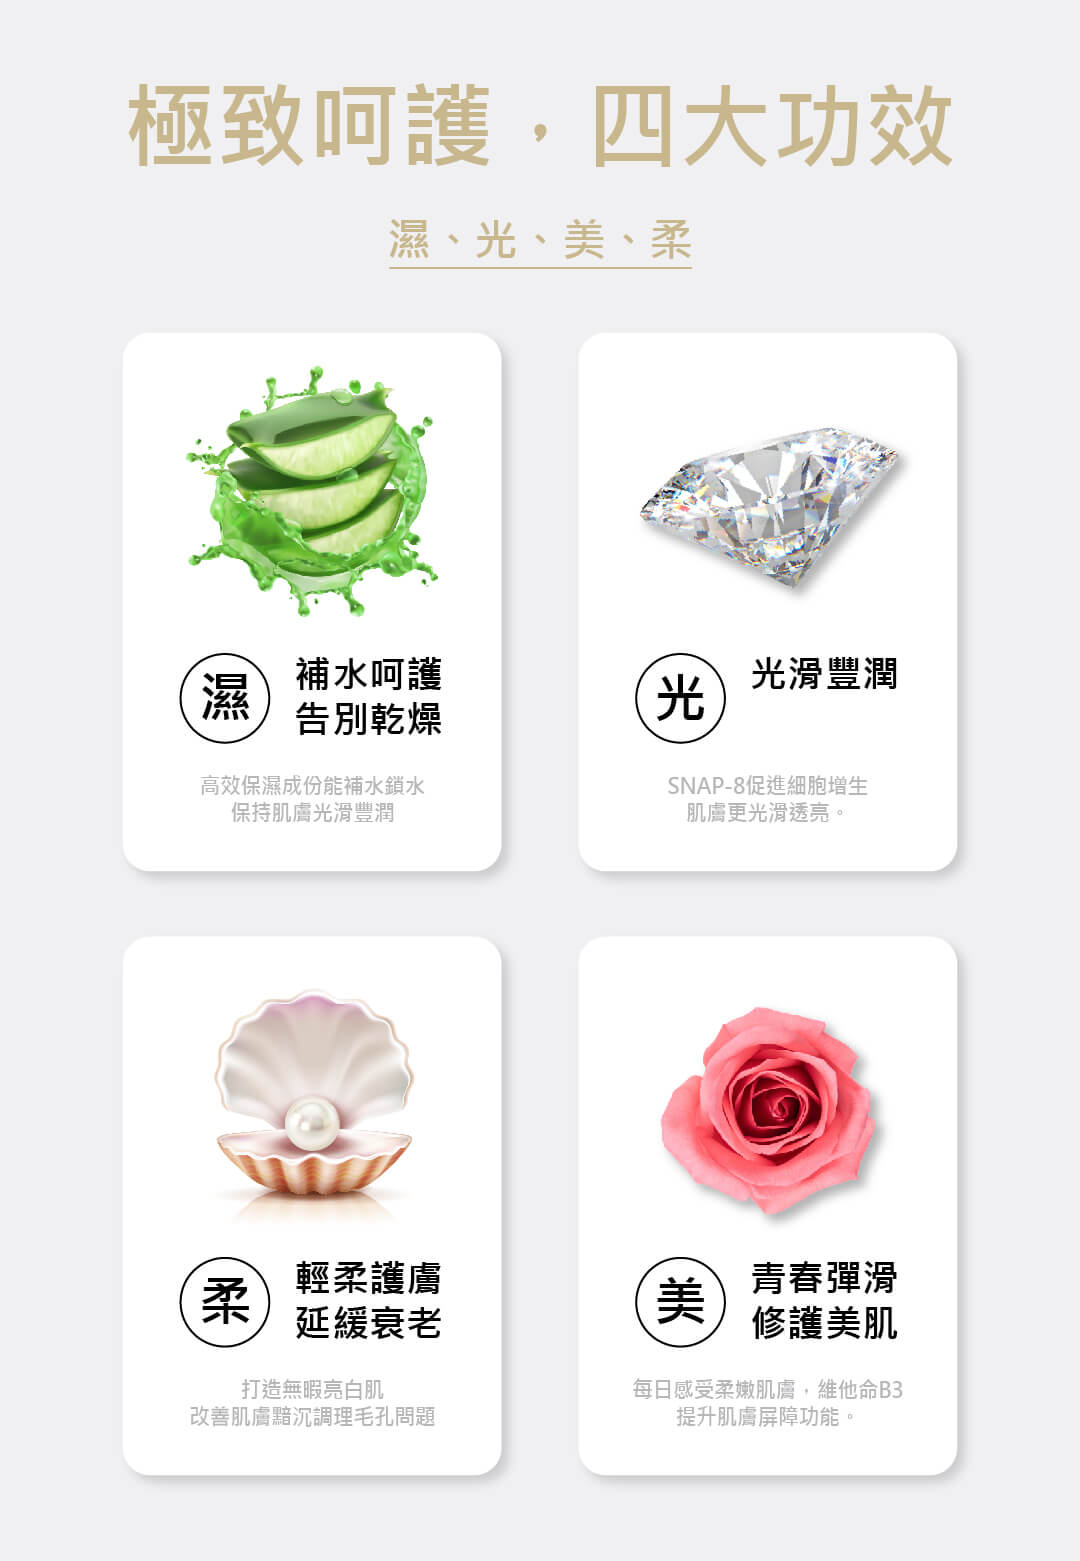 極致呵護，四大功效
濕、光、美、柔
濕
補水呵護
告別乾燥
高效保濕成份能補水鎖水
保持肌膚光滑豐潤
光
光滑豐潤
SNAP-8促進細胞增生
肌膚更光滑透亮。
柔
輕柔護膚
延緩衰老
打造無暇亮白肌
改善肌膚黯沉調理毛孔問題
美
青春彈滑
修護美肌
每日感受柔嫩肌膚，維他命B3
提升肌膚屏障功能。